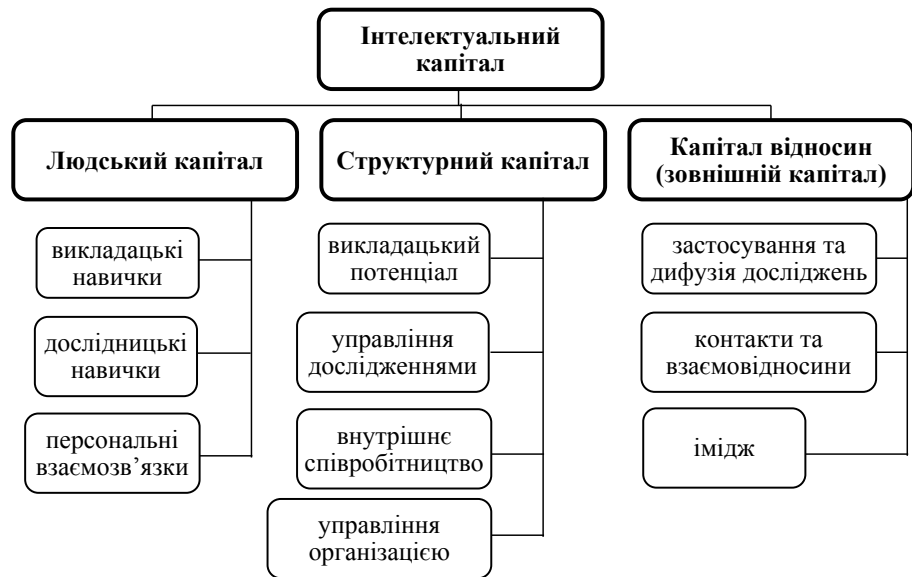 Інтелектуальний
капітал
Людський капітал
Структурний капітал
Капітал відносин
(зовнішній капітал)
викладацькі
навички
дослідницькі
навички
персональні
взаємозв’язки
викладацький
потенціал
управління
дослідженнями
внутрішнє
співробітництво
управління
організацією
застосування та
дифузія досліджень
контакти та
взаємовідносини
імідж